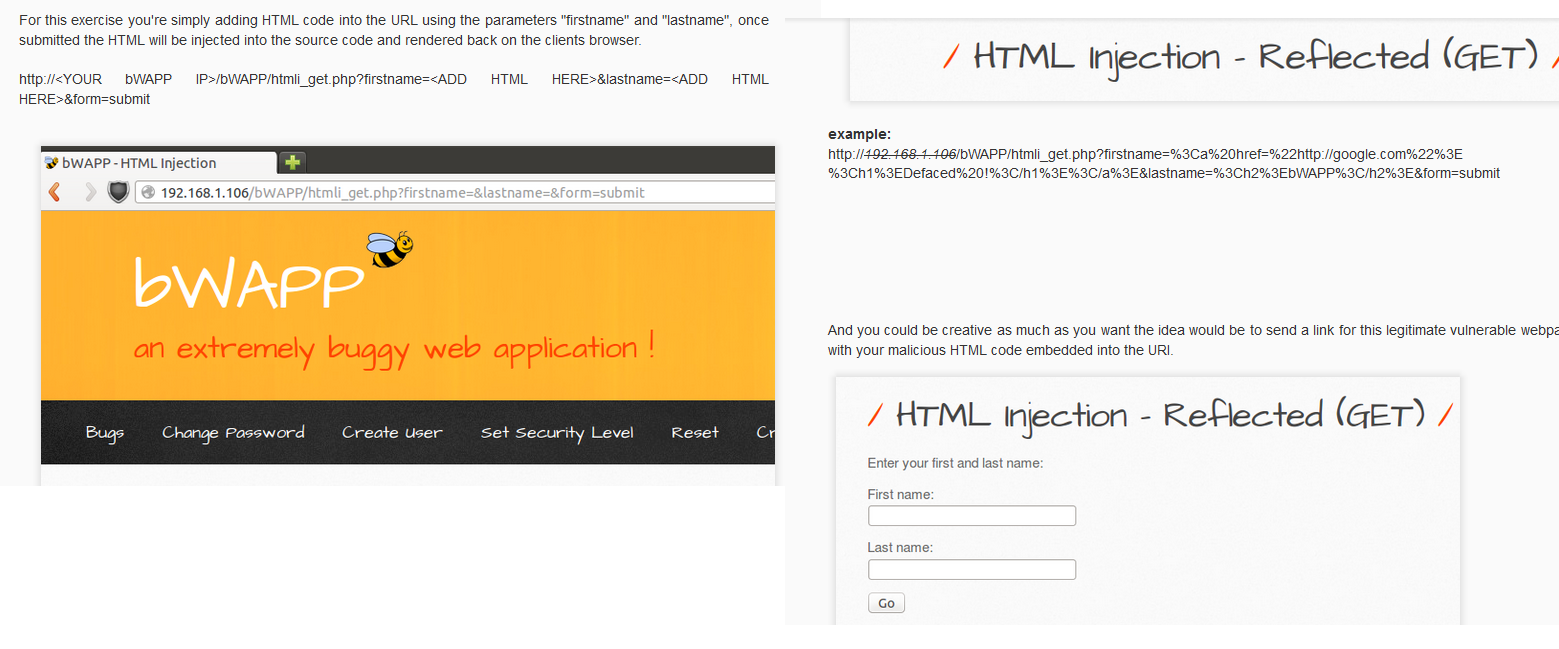 For this exercise you're simply adding HTML code into the URL using the parameters "firstname" and "lastname", once
submitted the HTML will be injected into the source code and rendered back on the clients browser.
http://<YOUR bWAPP IP>/bWAPP/htmli_get.php?firstname=<ADD HTML HERE>&lastname=<ADD HTML
HERE>&form=submit
bWAPP - HTML Injection
192.168.1.106/bWAPP/htmli_get.php?firstname=&lastname=&form=submit
bWAPP
an extremely buggy web application !
Bugs Change Password Create User Set Security Level Reset Cr
/ HTML Injection - Reflected (GET) /
example:
http://192.168.1.106/bWAPP/htmli_get.php?firstname=%3Ca%20href=%22http://google.com%22%3E
%3Ch1%3EDefaced%20!%3C/h1%3E%3C/a%3E&lastname=%3Ch2%3EbWAPP%3C/h2%3E&form=submit
And you could be creative as much as you want the idea would be to send a link for this legitimate vulnerable webpa
with your malicious HTML code embedded into the URl.
/ HTML Injection - Reflected (GET) /
Enter your first and last name:
First name:
Last name:
Go